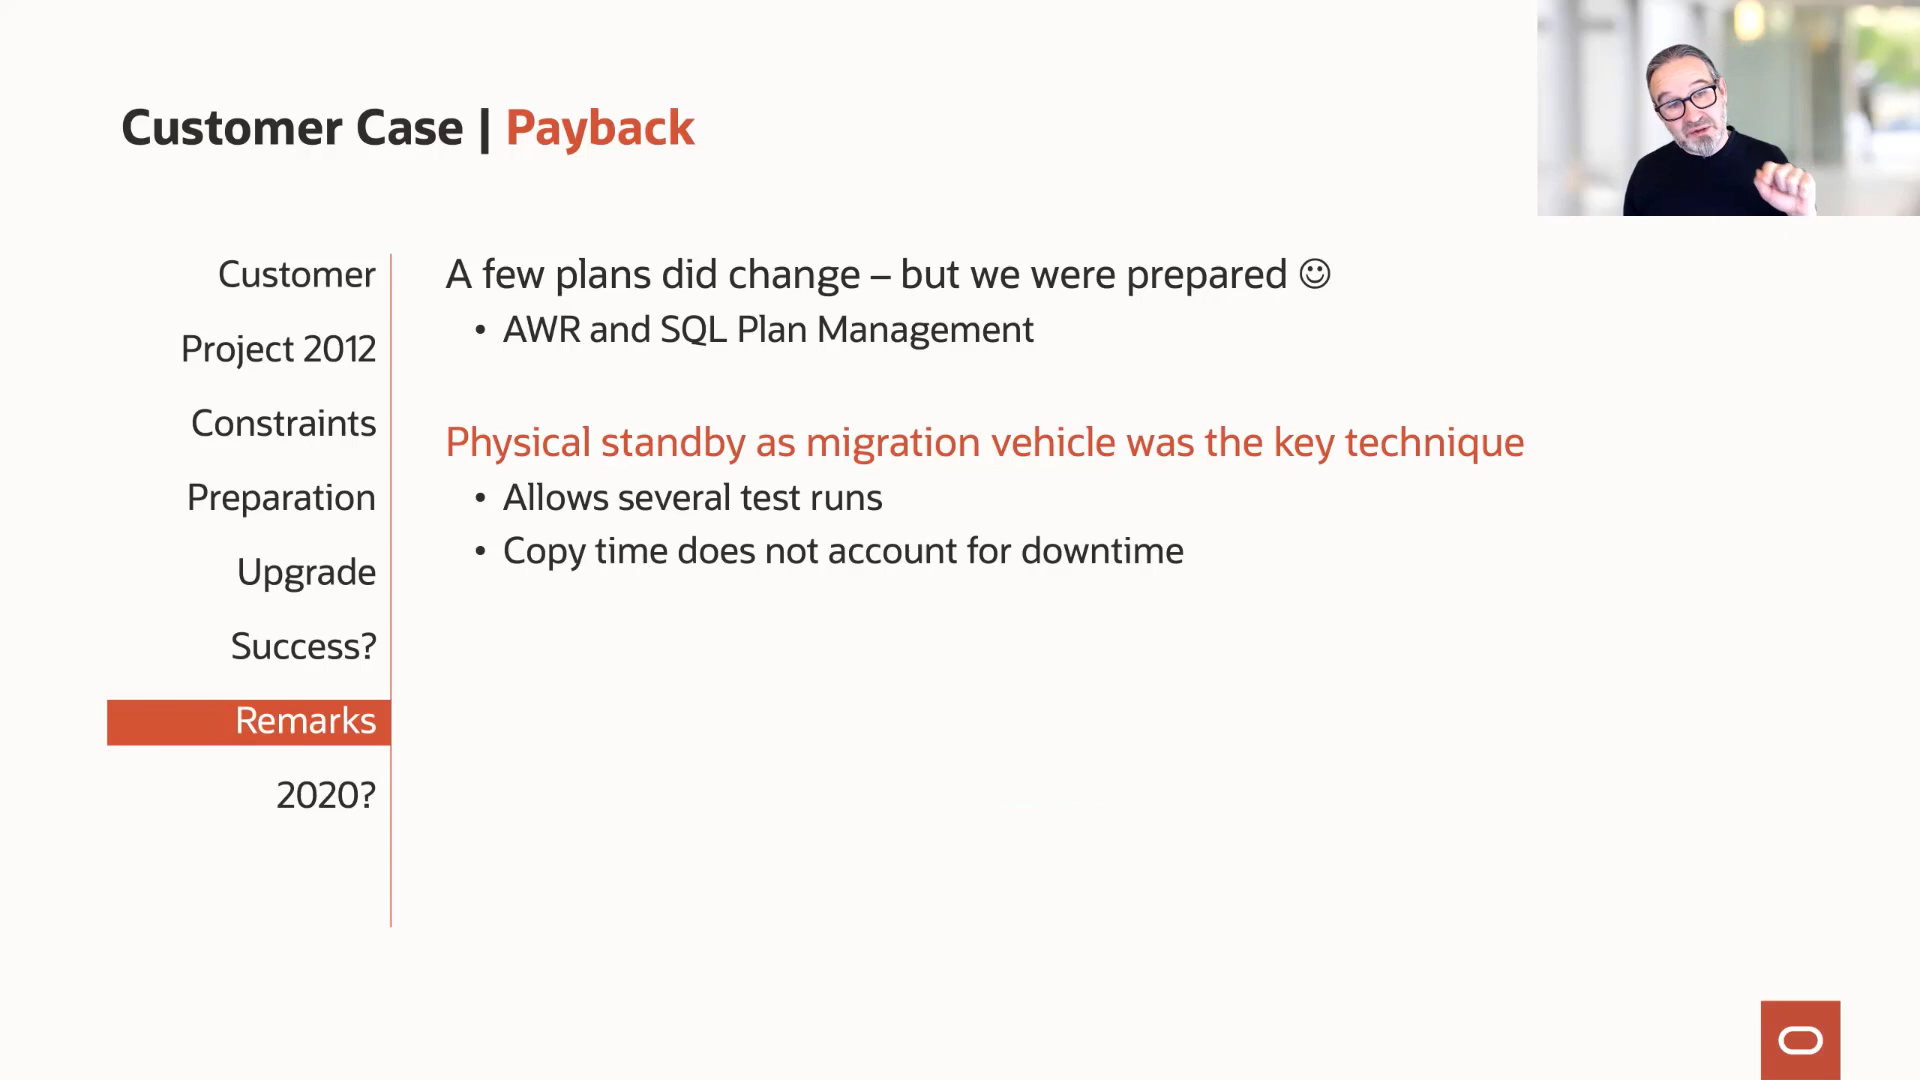 Customer Case | Payback
Customer
Project 2012
Constraints
Preparation
Upgrade
Success?
Remarks
2020?
A few plans did change – but we were prepared ☺
• AWR and SQL Plan Management
Physical standby as migration vehicle was the key technique
• Allows several test runs
• Copy time does not account for downtime